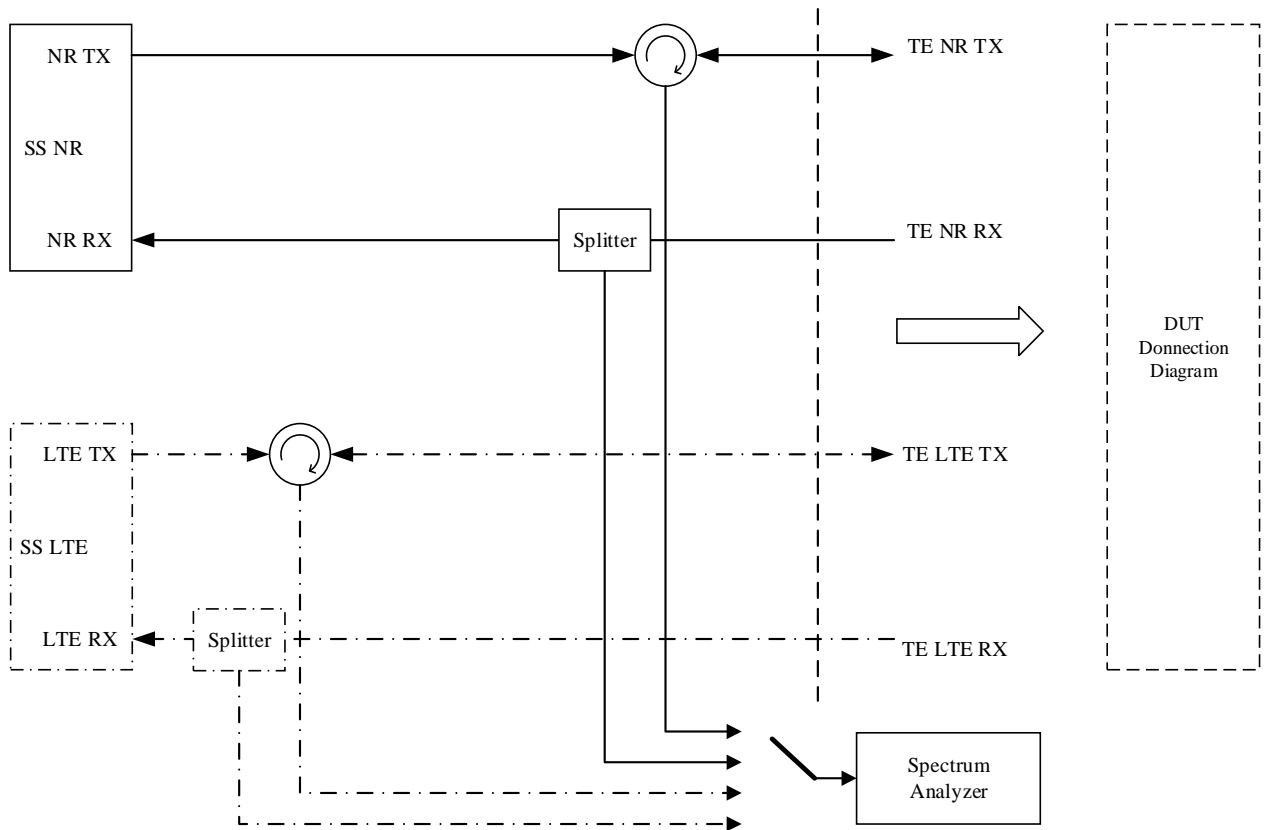 NR TX
TE NR TX
SS NR
NR RX
Splitter
TE NR RX
DUT
Donnection
Diagram
LTE TX
TE LTE TX
SS LTE
LTE RX
Splitter
TE LTE RX
Spectrum
Analyzer